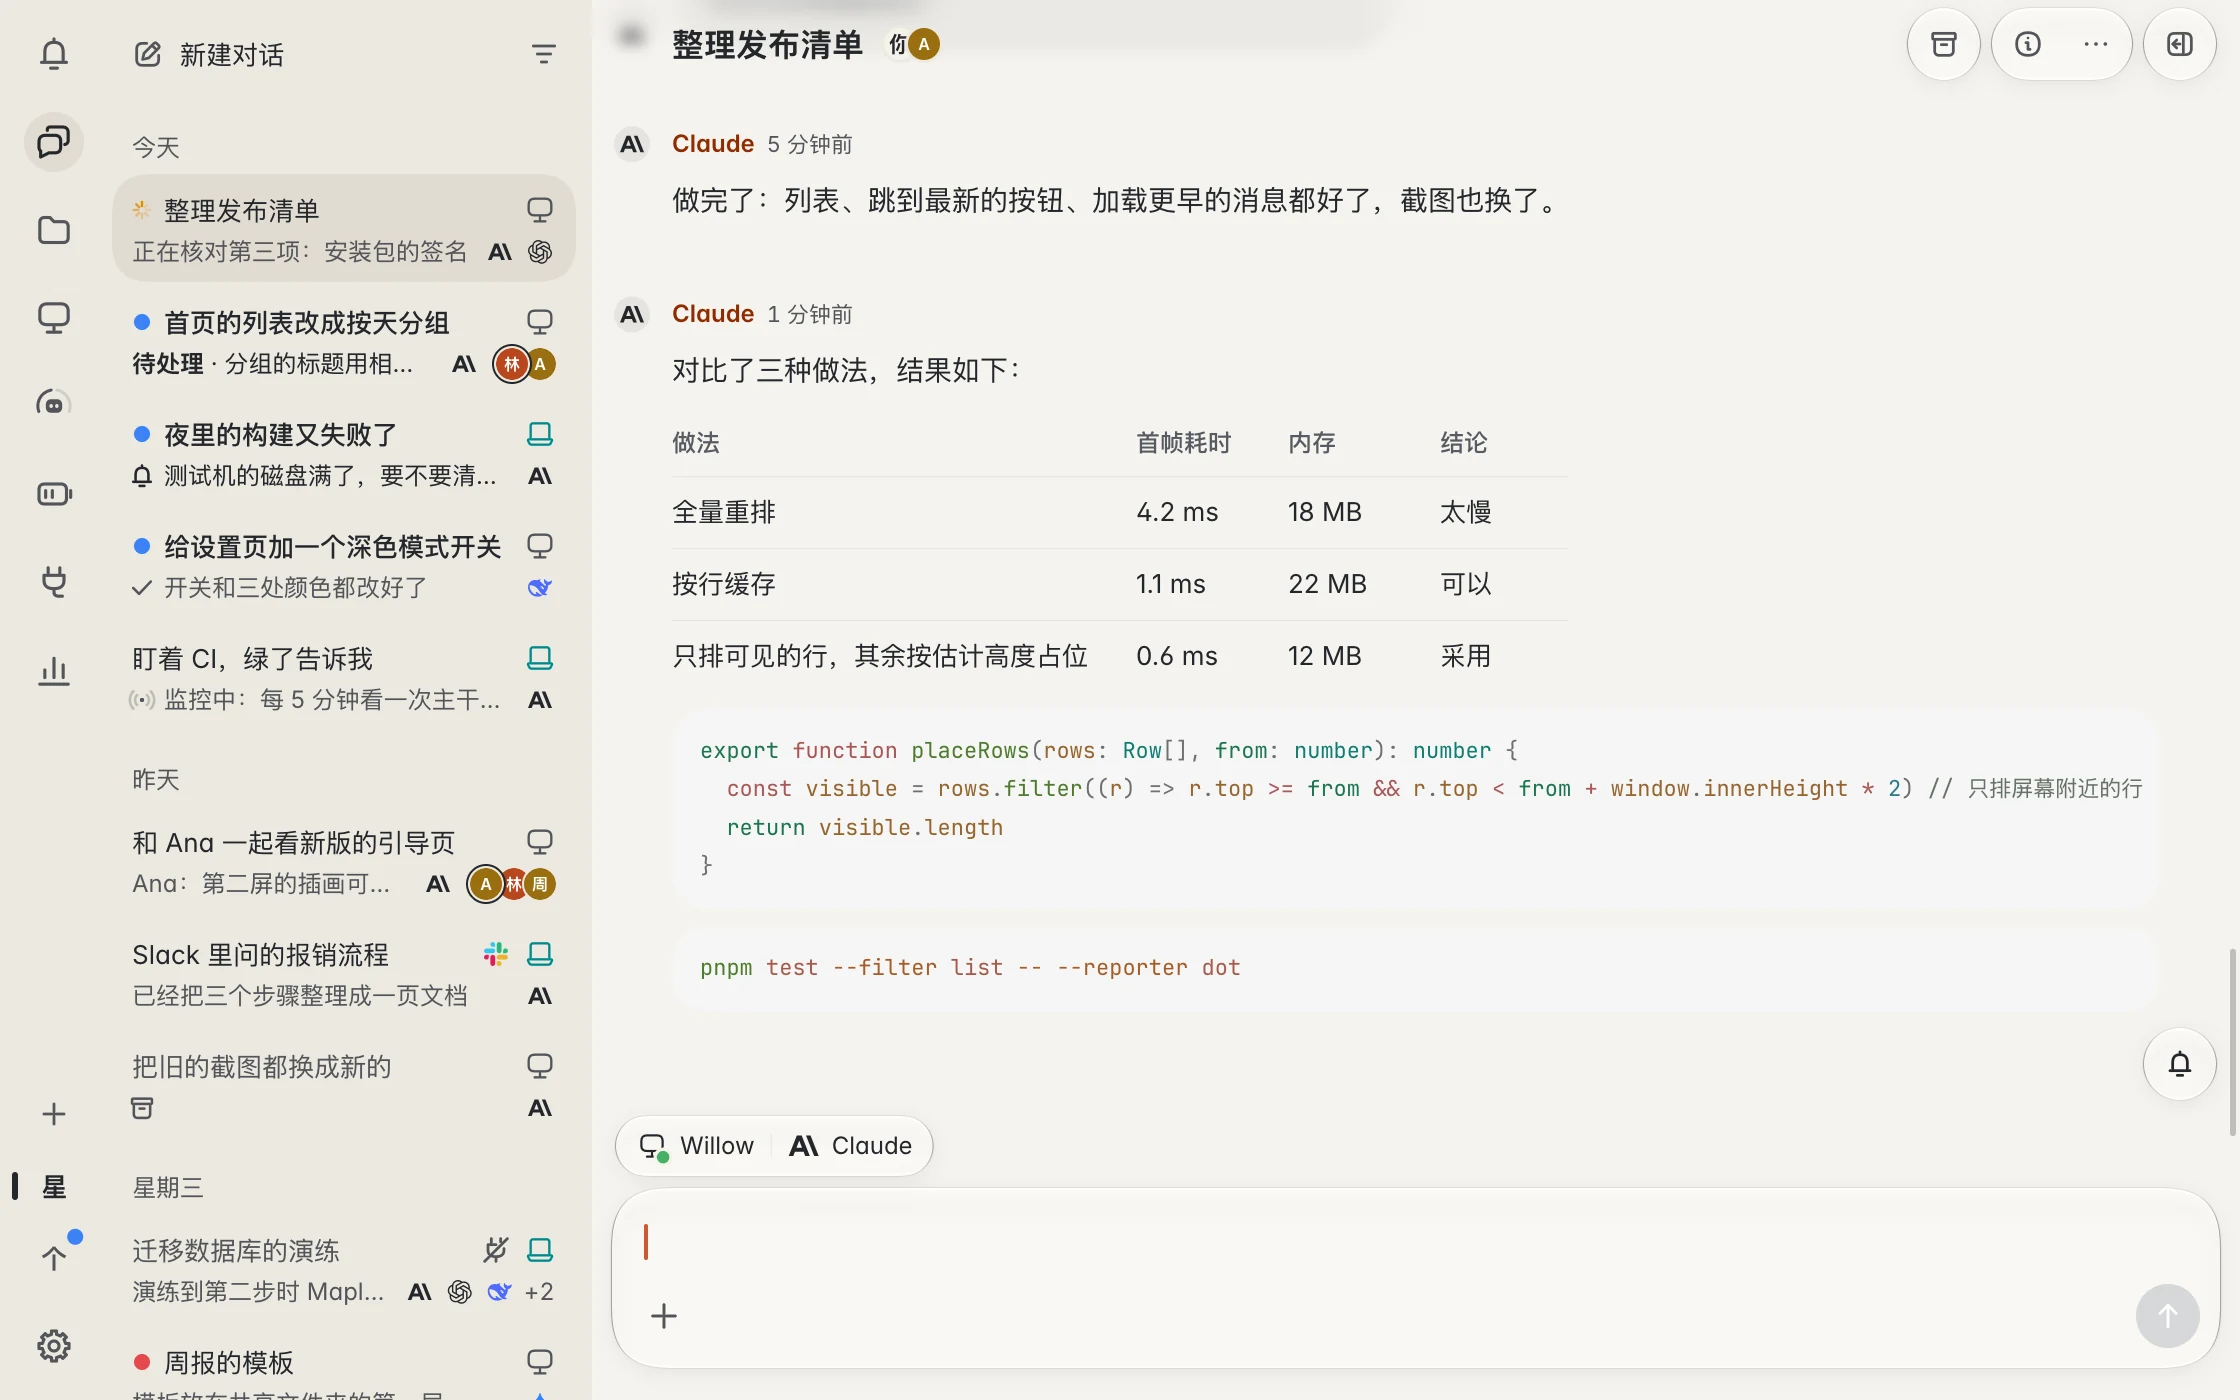 新建对话
今天
整理发布清单
正在核对第三项：安装包的签名
首页的列表改成按天分组
待处理 · 分组的标题用相...
林 A
夜里的构建又失败了
测试机的磁盘满了，要不要清...
给设置页加一个深色模式开关
开关和三处颜色都改好了
盯着 CI，绿了告诉我
监控中：每 5 分钟看一次主干...
昨天
和 Ana 一起看新版的引导页
Ana：第二屏的插画可...
A 林 周
Slack 里问的报销流程
已经把三个步骤整理成一页文档
把旧的截图都换成新的
星期三
迁移数据库的演练
演练到第二步时 Mapl...
+2
周报的模板
星
个
整理发布清单
你 A
Claude 5 分钟前
做完了：列表、跳到最新的按钮、加载更早的消息都好了，截图也换了。
Claude 1 分钟前
对比了三种做法，结果如下：
做法 首帧耗时 内存 结论
全量重排 4.2 ms 18 MB 太慢
按行缓存 1.1 ms 22 MB 可以
只排可见的行，其余按估计高度占位 0.6 ms 12 MB 采用
export function placeRows(rows: Row[], from: number): number {
const visible = rows.filter((r) => r.top >= from && r.top < from + window.innerHeight * 2) // 只排屏幕附近的行
return visible.length
}
pnpm test --filter list -- --reporter dot
Willow Claude